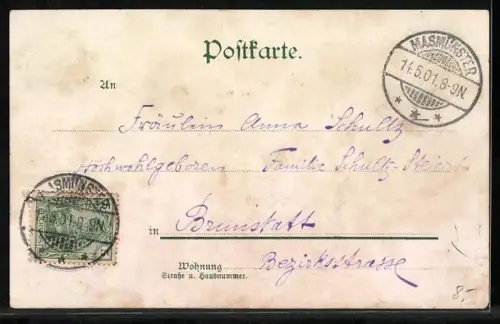 Postkarte.
MASMÜNSTER
14.5.01.8-9N.
An
Fräulein Anna Schultz
Hochwohlgeboren Familie Schultz-
MASMÜNSTER
in Brunstatt
Wohnung
Straße u. Hausnummer.
Bezirksstrasse
8.-